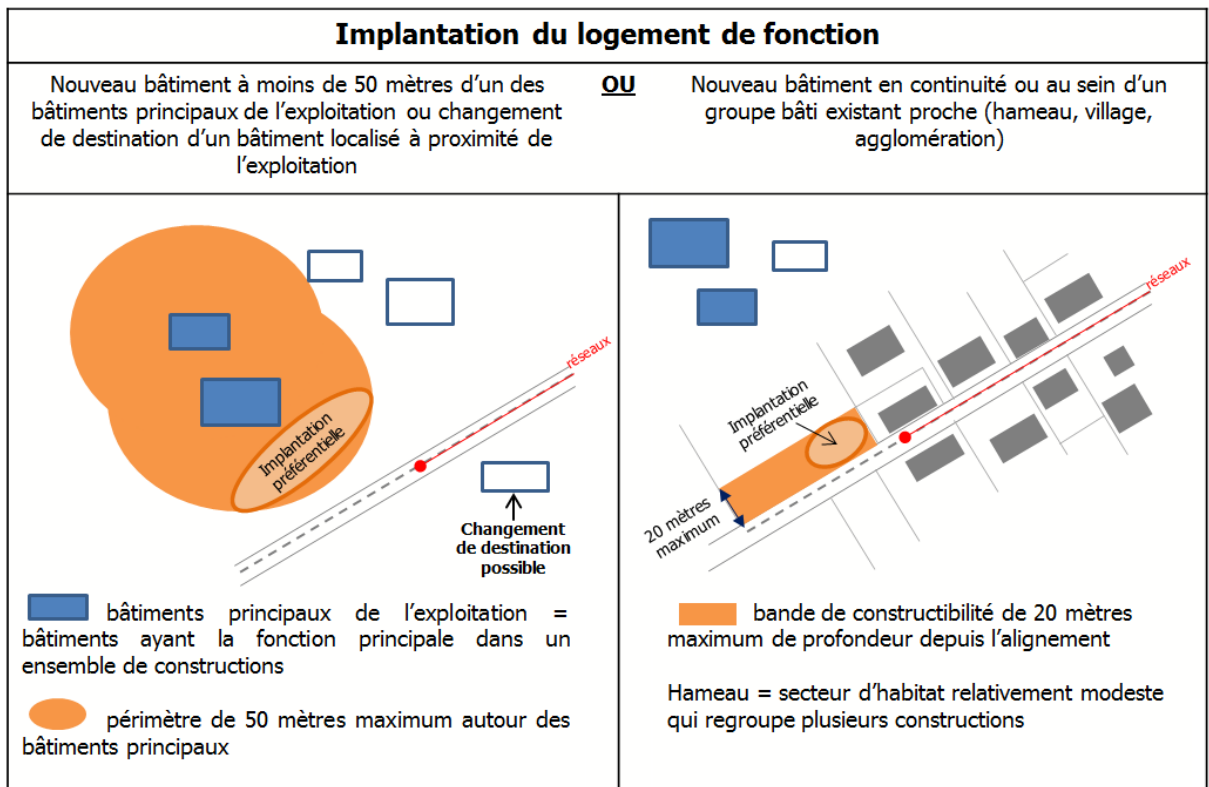 Implantation du logement de fonction
Nouveau bâtiment à moins de 50 mètres d'un des
bâtiments principaux de l'exploitation ou changement
de destination d'un bâtiment localisé à proximité de
l'exploitation
OU
Nouveau bâtiment en continuité ou au sein d'un
groupe bâti existant proche (hameau, village,
agglomération)
réseaux
Implantation
préférentielle
Changement
de destination
possible
bâtiments principaux de l'exploitation =
bâtiments ayant la fonction principale dans un
ensemble de constructions
périmètre de 50 mètres maximum autour des
bâtiments principaux
réseaux
Implantation
préférentielle
20 mètres
maximum
bande de constructibilité de 20 mètres
maximum de profondeur depuis l'alignement
Hameau = secteur d'habitat relativement modeste
qui regroupe plusieurs constructions